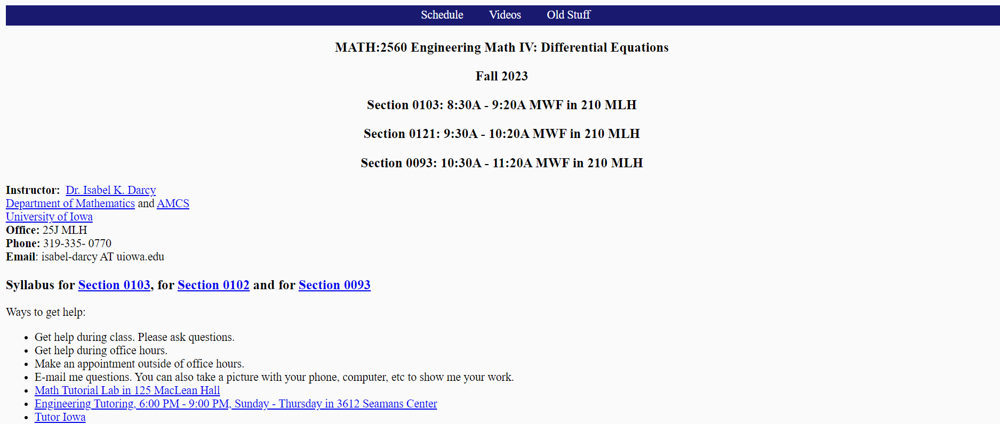 Schedule Videos Old Stuff
MATH:2560 Engineering Math IV: Differential Equations
Fall 2023
Section 0103: 8:30A - 9:20A MWF in 210 MLH
Section 0121: 9:30A - 10:20A MWF in 210 MLH
Section 0093: 10:30A - 11:20A MWF in 210 MLH
Instructor: Dr. Isabel K. Darcy
Department of Mathematics and AMCS
University of Iowa
Office: 25J MLH
Phone: 319-335- 0770
Email: isabel-darcy AT uiowa.edu
Syllabus for Section 0103, for Section 0102 and for Section 0093
Ways to get help:
• Get help during class. Please ask questions.
• Get help during office hours.
• Make an appointment outside of office hours.
• E-mail me questions. You can also take a picture with your phone, computer, etc to show me your work.
• Math Tutorial Lab in 125 MacLean Hall
• Engineering Tutoring, 6:00 PM - 9:00 PM, Sunday - Thursday in 3612 Seamans Center
• Tutor Iowa